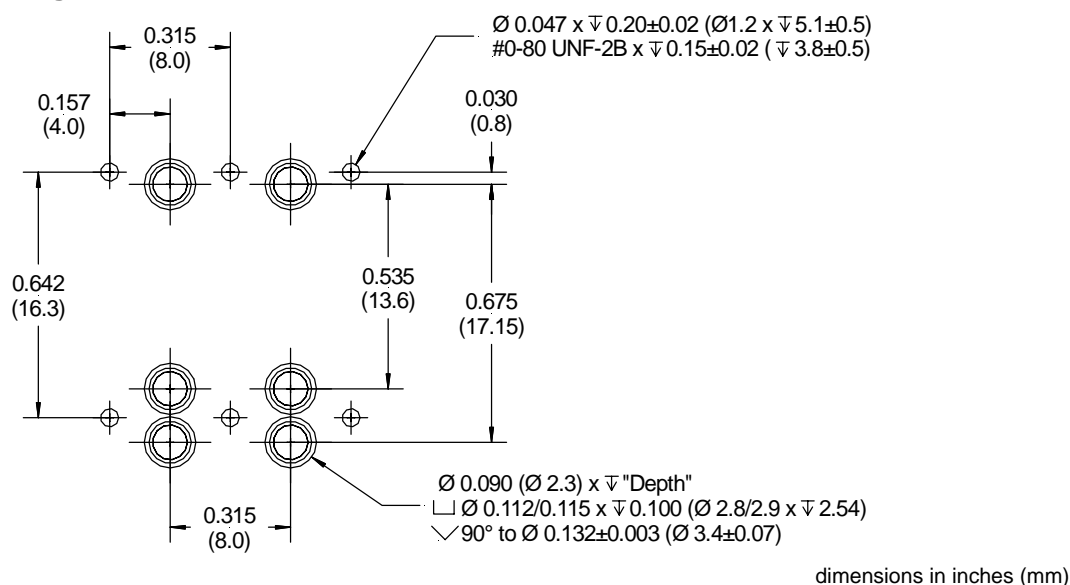 Ø 0.047 x ↧ 0.20±0.02 (Ø1.2 x ↧ 5.1±0.5)
#0-80 UNF-2B x ↧ 0.15±0.02 ( ↧ 3.8±0.5)
0.315
(8.0)
0.157
(4.0)
0.030
(0.8)
0.642
(16.3)
0.535
(13.6)
0.675
(17.15)
Ø 0.090 (Ø 2.3) x ↧ "Depth"
⌴ Ø 0.112/0.115 x ↧ 0.100 (Ø 2.8/2.9 x ↧ 2.54)
⌵ 90° to Ø 0.132±0.003 (Ø 3.4±0.07)
0.315
(8.0)
dimensions in inches (mm)